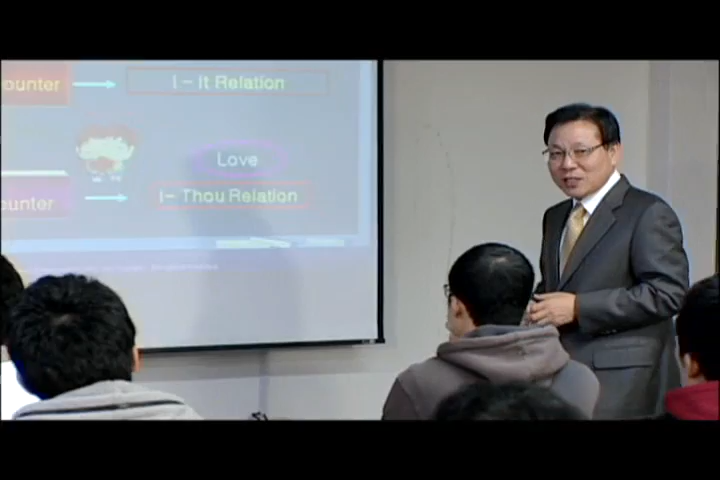 ounter
I - It Relation
Love
ounter
I - Thou Relation